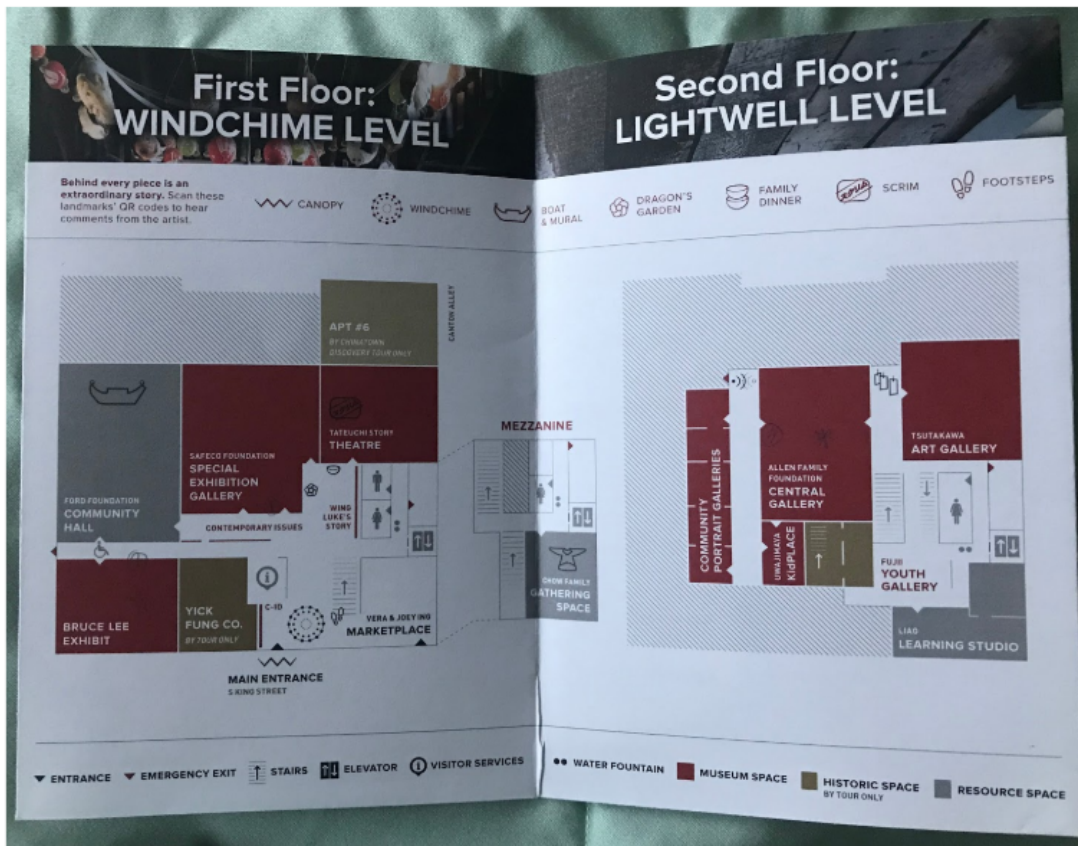 First Floor:
WINDCHIME LEVEL
Behind every piece is an
extraordinary story. Scan these
landmarks' QR codes to hear
comments from the artist.
CANOPY
WINDCHIME
BOAT
& MURAL
APT #6
BY CHINATOWN
DISCOVERY TOUR ONLY
CANTON ALLEY
TATEUCHI STORY
THEATRE
SAFECO FOUNDATION
SPECIAL
EXHIBITION
GALLERY
FORD FOUNDATION
COMMUNITY
HALL
CONTEMPORARY ISSUES
WING
LUKE'S
STORY
BRUCE LEE
EXHIBIT
YICK
FUNG CO.
BY TOUR ONLY
C-ID
VERA & JOEY ING
MARKETPLACE
MAIN ENTRANCE
S KING STREET
MEZZANINE
CHOW FAMILY
GATHERING
SPACE
ENTRANCE
EMERGENCY EXIT
STAIRS
ELEVATOR
VISITOR SERVICES
Second Floor:
LIGHTWELL LEVEL
DRAGON'S
GARDEN
FAMILY
DINNER
SCRIM
FOOTSTEPS
TSUTAKAWA
ART GALLERY
COMMUNITY
PORTRAIT GALLERIES
ALLEN FAMILY
FOUNDATION
CENTRAL
GALLERY
UWAJIMAYA
KidPLACE
FUJII
YOUTH
GALLERY
LIAO
LEARNING STUDIO
WATER FOUNTAIN
MUSEUM SPACE
HISTORIC SPACE
BY TOUR ONLY
RESOURCE SPACE